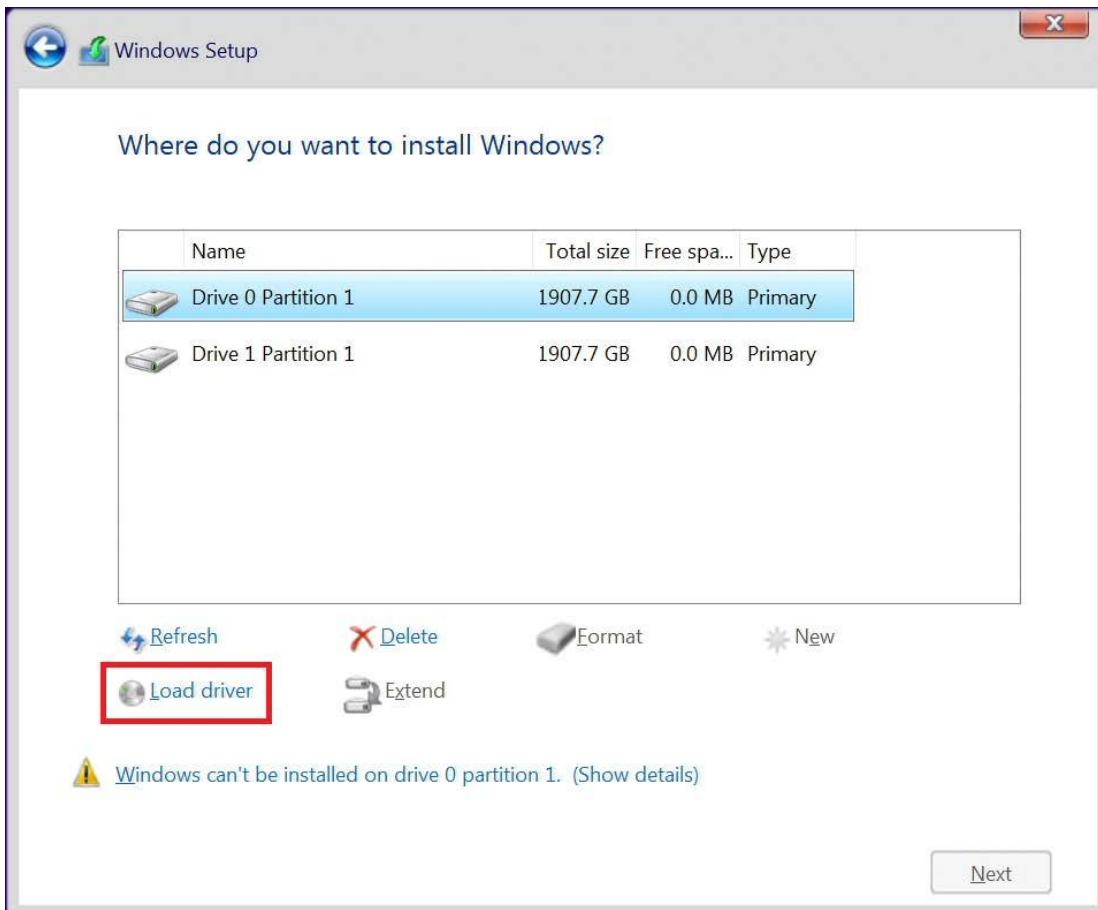 Windows Setup
Where do you want to install Windows?
Name Total size Free spa... Type
Drive 0 Partition 1 1907.7 GB 0.0 MB Primary
Drive 1 Partition 1 1907.7 GB 0.0 MB Primary
Refresh Delete Format New
Load driver Extend
Windows can't be installed on drive 0 partition 1. (Show details)
Next